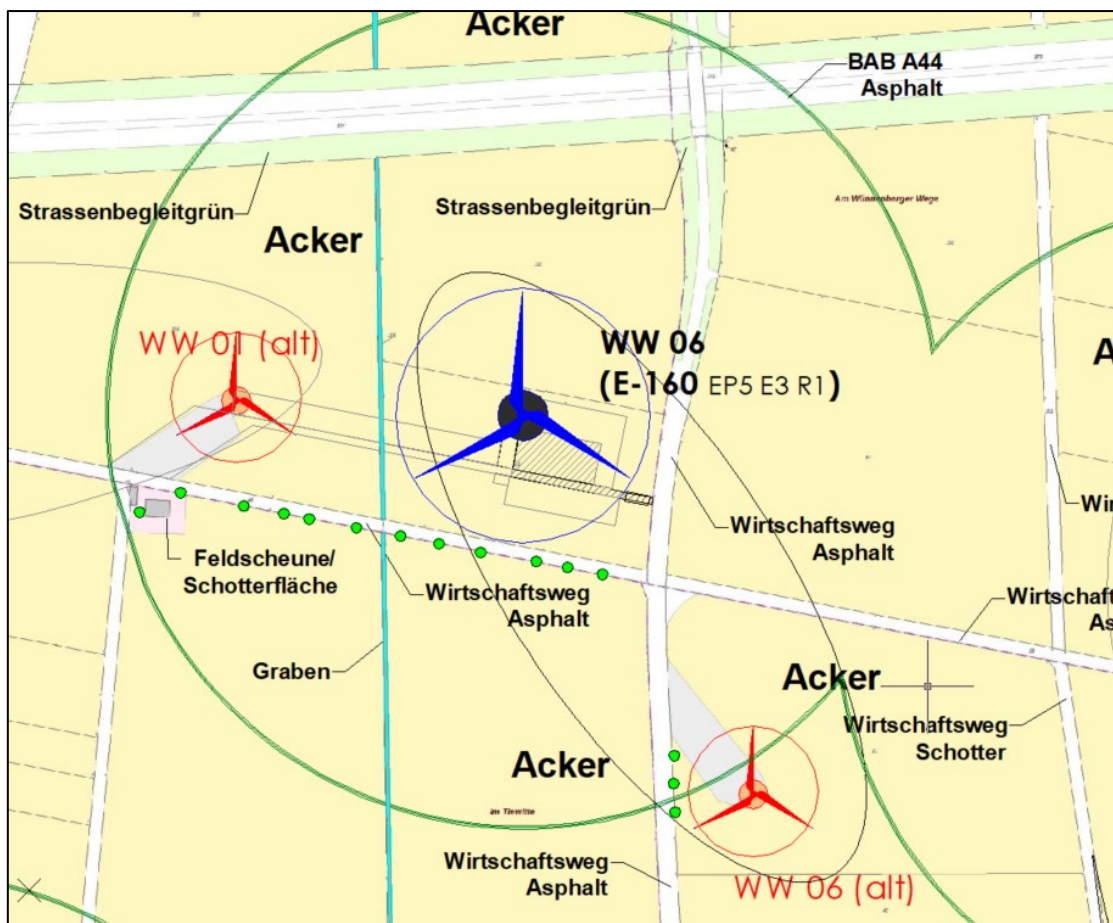 Acker
BAB A44
Asphalt
Strassenbegleitgrün
Strassenbegleitgrün
Am Wünnenberger Wege
Acker
WW 01 (alt)
WW 06
(E-160 EP5 E3 R1)
A
Wir
Wirtschaftsweg
Asphalt
Feldscheune/
Schotterfläche
Wirtschaftsweg
Asphalt
Wirtschaft
As
Graben
Acker
Wirtschaftsweg
Schotter
Acker
Wirtschaftsweg
Asphalt
WW 06 (alt)